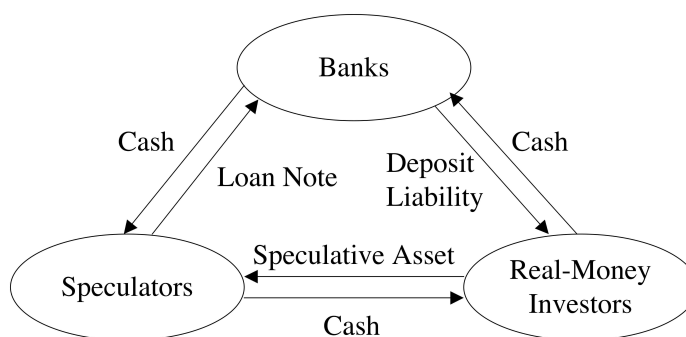 Banks
Cash
Cash
Deposit
Liability
Loan Note
Speculative Asset
Speculators
Real-Money
Investors
Cash